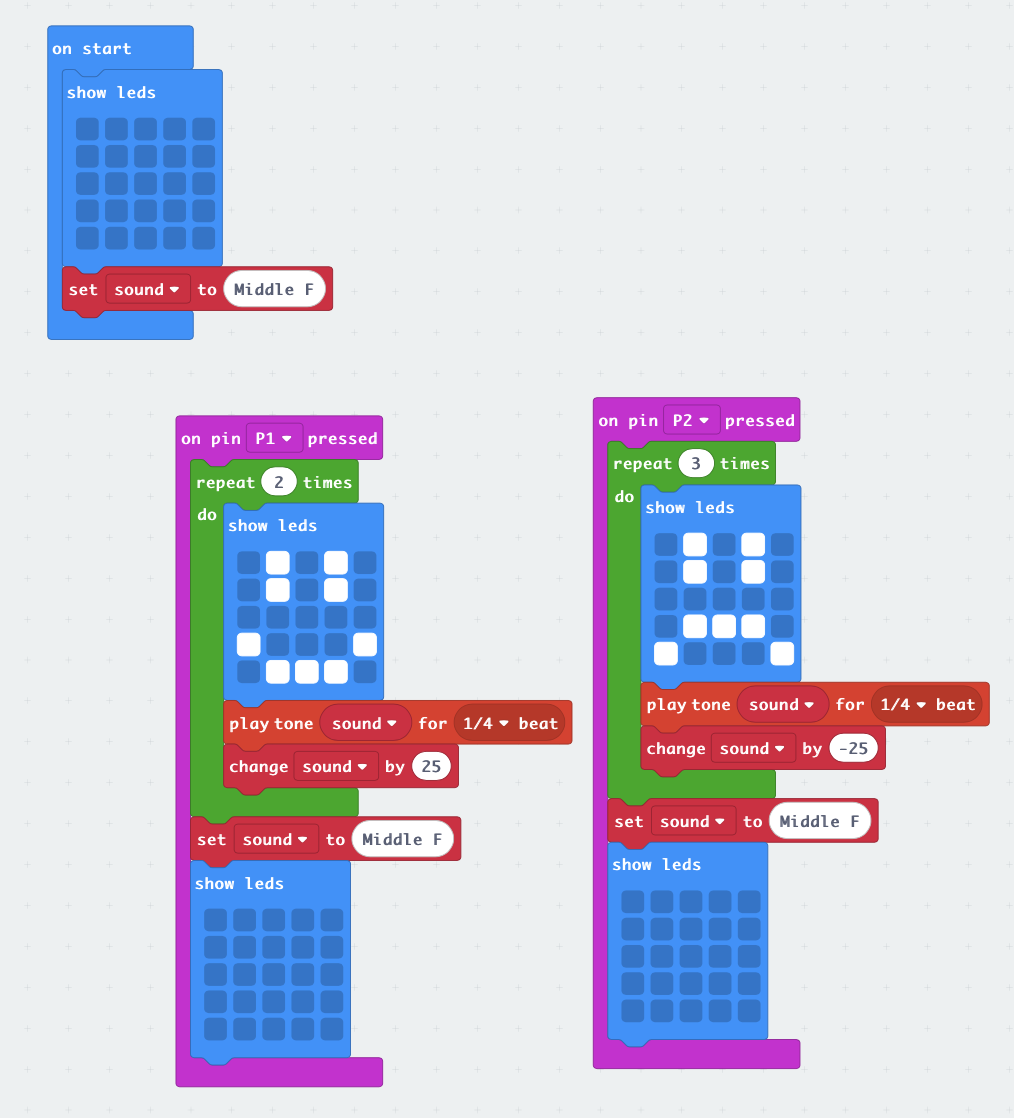 on start
show leds
set sound to Middle F
on pin P1 pressed
repeat 2 times
do
show leds
play tone sound for 1/4 beat
change sound by 25
set sound to Middle F
show leds
on pin P2 pressed
repeat 3 times
do
show leds
play tone sound for 1/4 beat
change sound by -25
set sound to Middle F
show leds